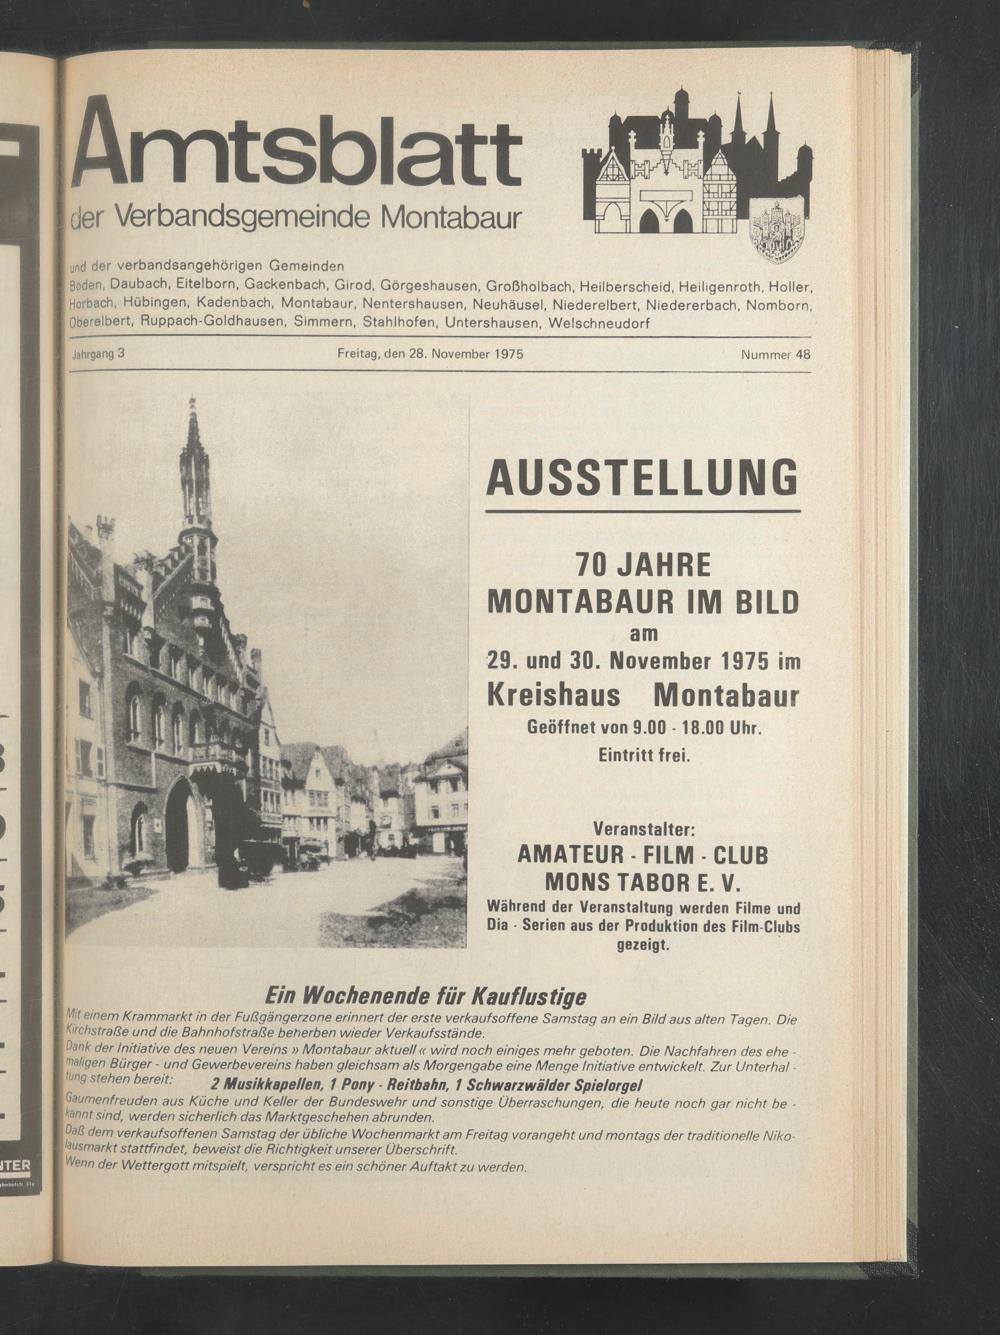 Amtsblatt
der Verbandsgemeinde Montabaur
und der verbandsangehörigen Gemeinden
Boden, Daubach, Eitelborn, Gackenbach, Girod, Görgeshausen, Großholbach, Heilberscheid, Heiligenroth, Holler,
Horbach, Hübingen, Kadenbach, Montabaur, Nentershausen, Neuhäusel, Niederelbert, Niedererbach, Nomborn,
Oberelbert, Ruppach-Goldhausen, Simmern, Stahlhofen, Untershausen, Welschneudorf
Jahrgang 3 Freitag, den 28. November 1975 Nummer 48
AUSSTELLUNG
70 JAHRE
MONTABAUR IM BILD
am
29. und 30. November 1975 im
Kreishaus Montabaur
Geöffnet von 9.00 - 18.00 Uhr.
Eintritt frei.
Veranstalter:
AMATEUR - FILM - CLUB
MONS TABOR E. V.
Während der Veranstaltung werden Filme und
Dia - Serien aus der Produktion des Film-Clubs
gezeigt.
Ein Wochenende für Kauflustige
Mit einem Krammarkt in der Fußgängerzone erinnert der erste verkaufsoffene Samstag an ein Bild aus alten Tagen. Die
Kirchstraße und die Bahnhofstraße beherben wieder Verkaufsstände.
Dank der Initiative des neuen Vereins » Montabaur aktuell « wird noch einiges mehr geboten. Die Nachfahren des ehe -
maligen Bürger - und Gewerbevereins haben gleichsam als Morgengabe eine Menge Initiative entwickelt. Zur Unterhal -
tung stehen bereit: 2 Musikkapellen, 1 Pony - Reitbahn, 1 Schwarzwälder Spielorgel
Gaumenfreuden aus Küche und Keller der Bundeswehr und sonstige Überraschungen, die heute noch gar nicht be -
kannt sind, werden sicherlich das Marktgeschehen abrunden.
Daß dem verkaufsoffenen Samstag der übliche Wochenmarkt am Freitag vorangeht und montags der traditionelle Niko-
lausmarkt stattfindet, beweist die Richtigkeit unserer Überschrift.
Wenn der Wettergott mitspielt, verspricht es ein schöner Auftakt zu werden.
NTER